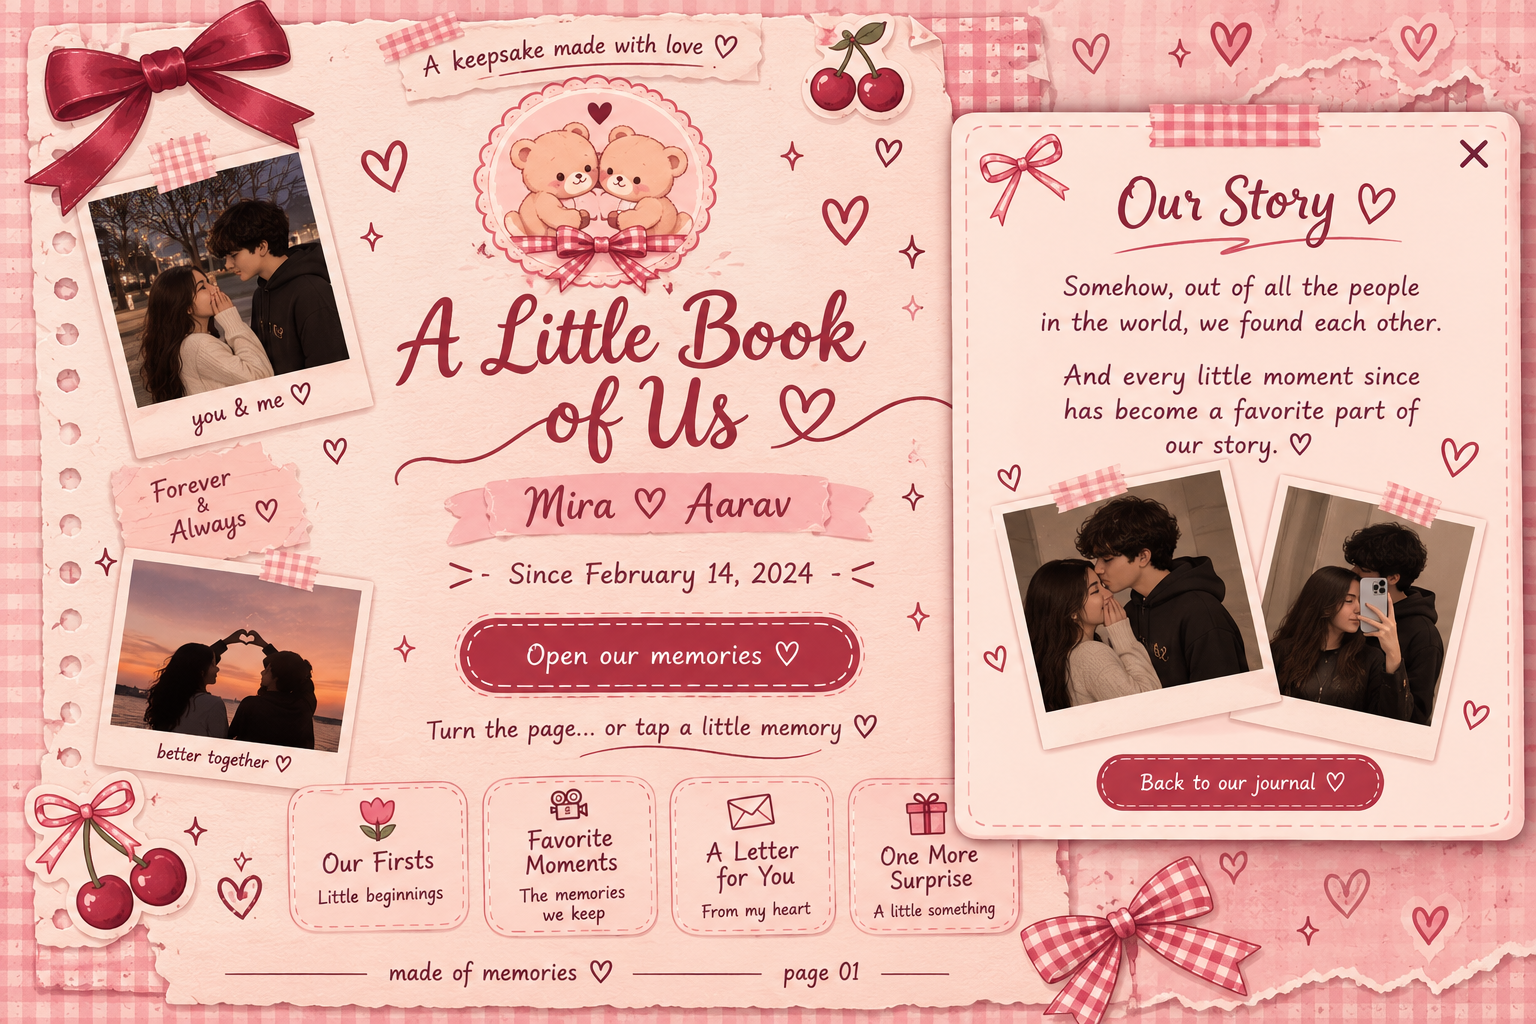 A keepsake made with love ♡
you & me ♡
Forever
&
Always ♡
better together ♡
A Little Book
of Us ♡
Mira ♡ Aarav
Since February 14, 2024
Open our memories ♡
Turn the page... or tap a little memory ♡
Our Firsts
Little beginnings
Favorite
Moments
The memories
we keep
A Letter
for You
From my heart
One More
Surprise
A little something
made of memories ♡
page 01
Our Story ♡
Somehow, out of all the people
in the world, we found each other.
And every little moment since
has become a favorite part of
our story. ♡
Back to our journal ♡